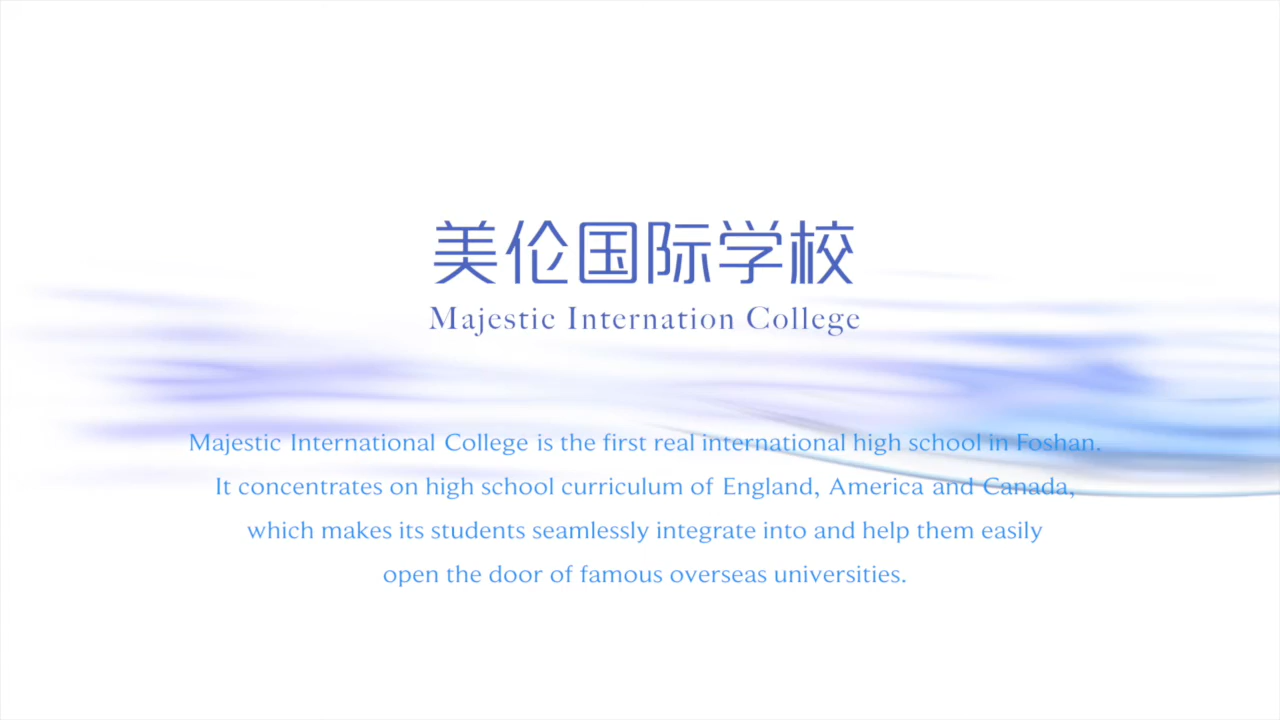 美伦国际学校
Majestic Internation College
Majestic International College is the first real international high school in Foshan.
It concentrates on high school curriculum of England, America and Canada,
which makes its students seamlessly integrate into and help them easily
open the door of famous overseas universities.